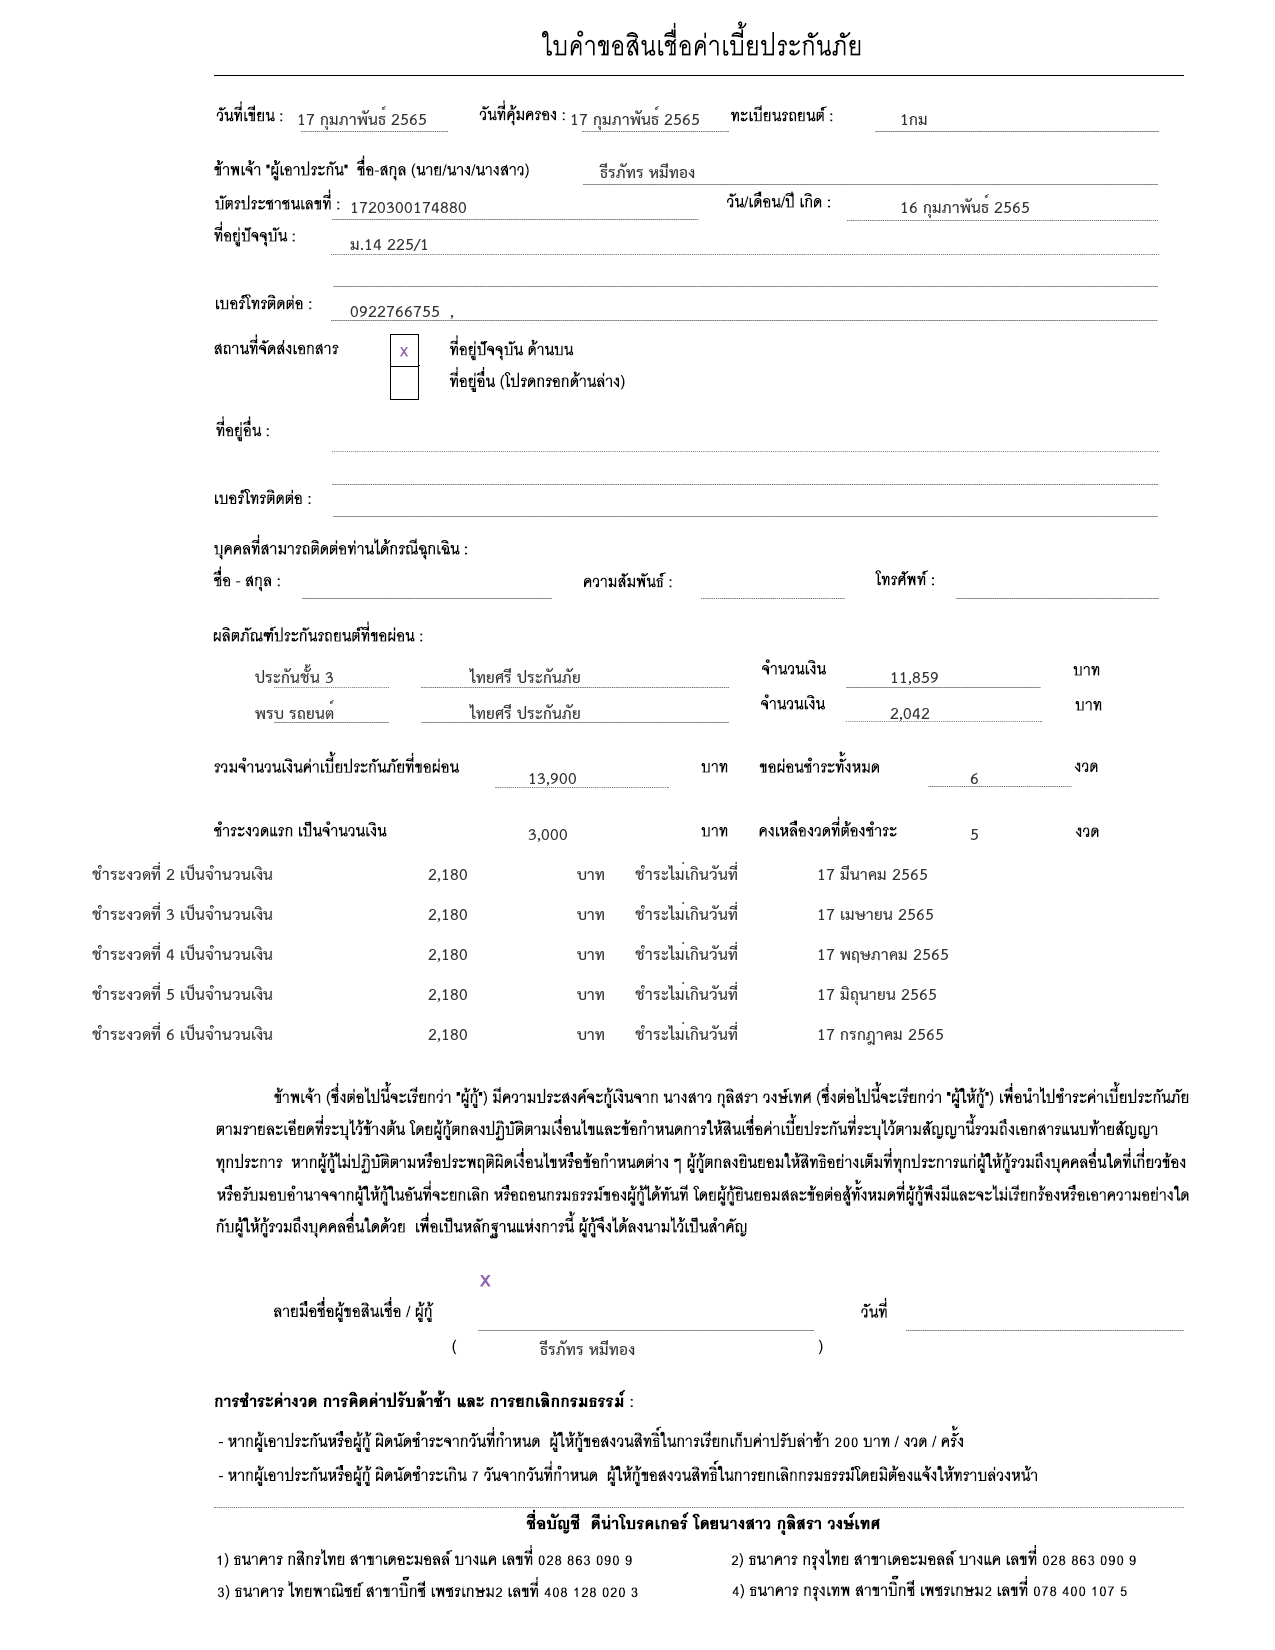 ใบคำขอสินเชื่อค่าเบี้ยประกันภัย
วันที่เขียน : 17 กุมภาพันธ์ 2565 วันที่คุ้มครอง : 17 กุมภาพันธ์ 2565 ทะเบียนรถยนต์ : 1กม
ข้าพเจ้า "ผู้เอาประกัน" ชื่อ-สกุล (นาย/นาง/นางสาว) ธีรภัทร หมีทอง
บัตรประชาชนเลขที่ : 1720300174880 วัน/เดือน/ปี เกิด : 16 กุมภาพันธ์ 2565
ที่อยู่ปัจจุบัน : ม.14 225/1
เบอร์โทรติดต่อ : 0922766755 ,
สถานที่จัดส่งเอกสาร x ที่อยู่ปัจจุบัน ด้านบน
ที่อยู่อื่น (โปรดกรอกด้านล่าง)
ที่อยู่อื่น :
เบอร์โทรติดต่อ :
บุคคลที่สามารถติดต่อท่านได้กรณีฉุกเฉิน :
ชื่อ - สกุล : ความสัมพันธ์ : โทรศัพท์ :
ผลิตภัณฑ์ประกันรถยนต์ที่ขอผ่อน :
ประกันชั้น 3 ไทยศรี ประกันภัย จำนวนเงิน 11,859 บาท
พรบ รถยนต์ ไทยศรี ประกันภัย จำนวนเงิน 2,042 บาท
รวมจำนวนเงินค่าเบี้ยประกันภัยที่ขอผ่อน 13,900 บาท ขอผ่อนชำระทั้งหมด 6 งวด
ชำระงวดแรก เป็นจำนวนเงิน 3,000 บาท คงเหลืองวดที่ต้องชำระ 5 งวด
ชำระงวดที่ 2 เป็นจำนวนเงิน 2,180 บาท ชำระไม่เกินวันที่ 17 มีนาคม 2565
ชำระงวดที่ 3 เป็นจำนวนเงิน 2,180 บาท ชำระไม่เกินวันที่ 17 เมษายน 2565
ชำระงวดที่ 4 เป็นจำนวนเงิน 2,180 บาท ชำระไม่เกินวันที่ 17 พฤษภาคม 2565
ชำระงวดที่ 5 เป็นจำนวนเงิน 2,180 บาท ชำระไม่เกินวันที่ 17 มิถุนายน 2565
ชำระงวดที่ 6 เป็นจำนวนเงิน 2,180 บาท ชำระไม่เกินวันที่ 17 กรกฎาคม 2565
ข้าพเจ้า (ซึ่งต่อไปนี้จะเรียกว่า "ผู้กู้") มีความประสงค์จะกู้เงินจาก นางสาว กุลิสรา วงษ์เทศ (ซึ่งต่อไปนี้จะเรียกว่า "ผู้ให้กู้") เพื่อนำไปชำระค่าเบี้ยประกันภัย
ตามรายละเอียดที่ระบุไว้ข้างต้น โดยผู้กู้ตกลงปฏิบัติตามเงื่อนไขและข้อกำหนดการให้สินเชื่อค่าเบี้ยประกันที่ระบุไว้ตามสัญญานี้รวมถึงเอกสารแนบท้ายสัญญา
ทุกประการ หากผู้กู้ไม่ปฏิบัติตามหรือประพฤติผิดเงื่อนไขหรือข้อกำหนดต่าง ๆ ผู้กู้ตกลงยินยอมให้สิทธิอย่างเต็มที่ทุกประการแก่ผู้ให้กู้รวมถึงบุคคลอื่นใดที่เกี่ยวข้อง
หรือรับมอบอำนาจจากผู้ให้กู้ในอันที่จะยกเลิก หรือถอนกรมธรรม์ของผู้กู้ได้ทันที โดยผู้กู้ยินยอมสละข้อต่อสู้ทั้งหมดที่ผู้กู้พึงมีและจะไม่เรียกร้องหรือเอาความอย่างใด
กับผู้ให้กู้รวมถึงบุคคลอื่นใดด้วย เพื่อเป็นหลักฐานแห่งการนี้ ผู้กู้จึงได้ลงนามไว้เป็นสำคัญ
x
ลายมือชื่อผู้ขอสินเชื่อ / ผู้กู้ วันที่
( ธีรภัทร หมีทอง )
การชำระค่างวด การคิดค่าปรับล้าช้า และ การยกเลิกกรมธรรม์ :
- หากผู้เอาประกันหรือผู้กู้ ผิดนัดชำระจากวันที่กำหนด ผู้ให้กู้ขอสงวนสิทธิ์ในการเรียกเก็บค่าปรับล่าช้า 200 บาท / งวด / ครั้ง
- หากผู้เอาประกันหรือผู้กู้ ผิดนัดชำระเกิน 7 วันจากวันที่กำหนด ผู้ให้กู้ขอสงวนสิทธิ์ในการยกเลิกกรมธรรม์โดยมิต้องแจ้งให้ทราบล่วงหน้า
ชื่อบัญชี ดีน่าโบรคเกอร์ โดยนางสาว กุลิสรา วงษ์เทศ
1) ธนาคาร กสิกรไทย สาขาเดอะมอลล์ บางแค เลขที่ 028 863 090 9 2) ธนาคาร กรุงไทย สาขาเดอะมอลล์ บางแค เลขที่ 028 863 090 9
3) ธนาคาร ไทยพาณิชย์ สาขาบิ๊กซี เพชรเกษม2 เลขที่ 408 128 020 3 4) ธนาคาร กรุงเทพ สาขาบิ๊กซี เพชรเกษม2 เลขที่ 078 400 107 5